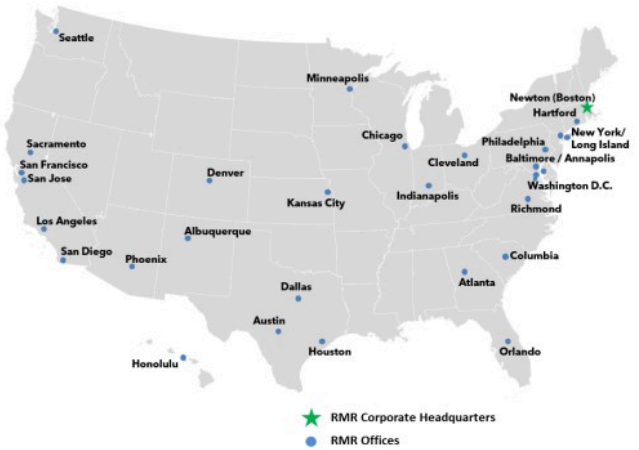 Seattle
Minneapolis
Newton (Boston)
Hartford
New York/
Long Island
Chicago
Cleveland
Philadelphia
Baltimore / Annapolis
Sacramento
San Francisco
San Jose
Denver
Kansas City
Indianapolis
Washington D.C.
Richmond
Los Angeles
San Diego
Phoenix
Albuquerque
Columbia
Atlanta
Dallas
Austin
Houston
Orlando
Honolulu
RMR Corporate Headquarters
RMR Offices